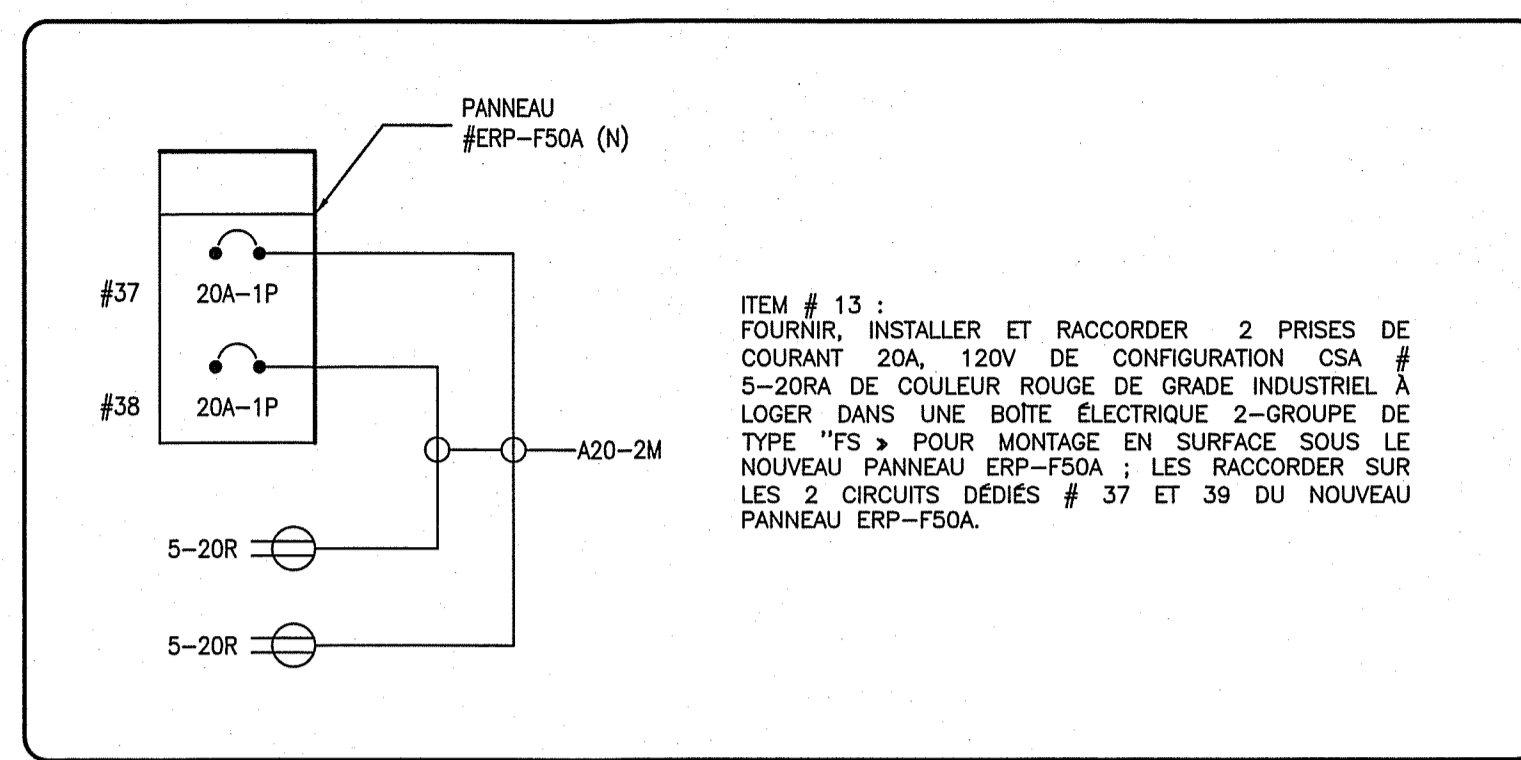 PANNEAU
#ERP-F50A (N)
#37
20A-1P
#38
20A-1P
A20-2M
5-20R
5-20R
ITEM # 13 :
FOURNIR, INSTALLER ET RACCORDER 2 PRISES DE
COURANT 20A, 120V DE CONFIGURATION CSA #
5-20RA DE COULEUR ROUGE DE GRADE INDUSTRIEL À
LOGER DANS UNE BOÎTE ÉLECTRIQUE 2-GROUPE DE
TYPE "FS » POUR MONTAGE EN SURFACE SOUS LE
NOUVEAU PANNEAU ERP-F50A ; LES RACCORDER SUR
LES 2 CIRCUITS DÉDIÉS # 37 ET 39 DU NOUVEAU
PANNEAU ERP-F50A.